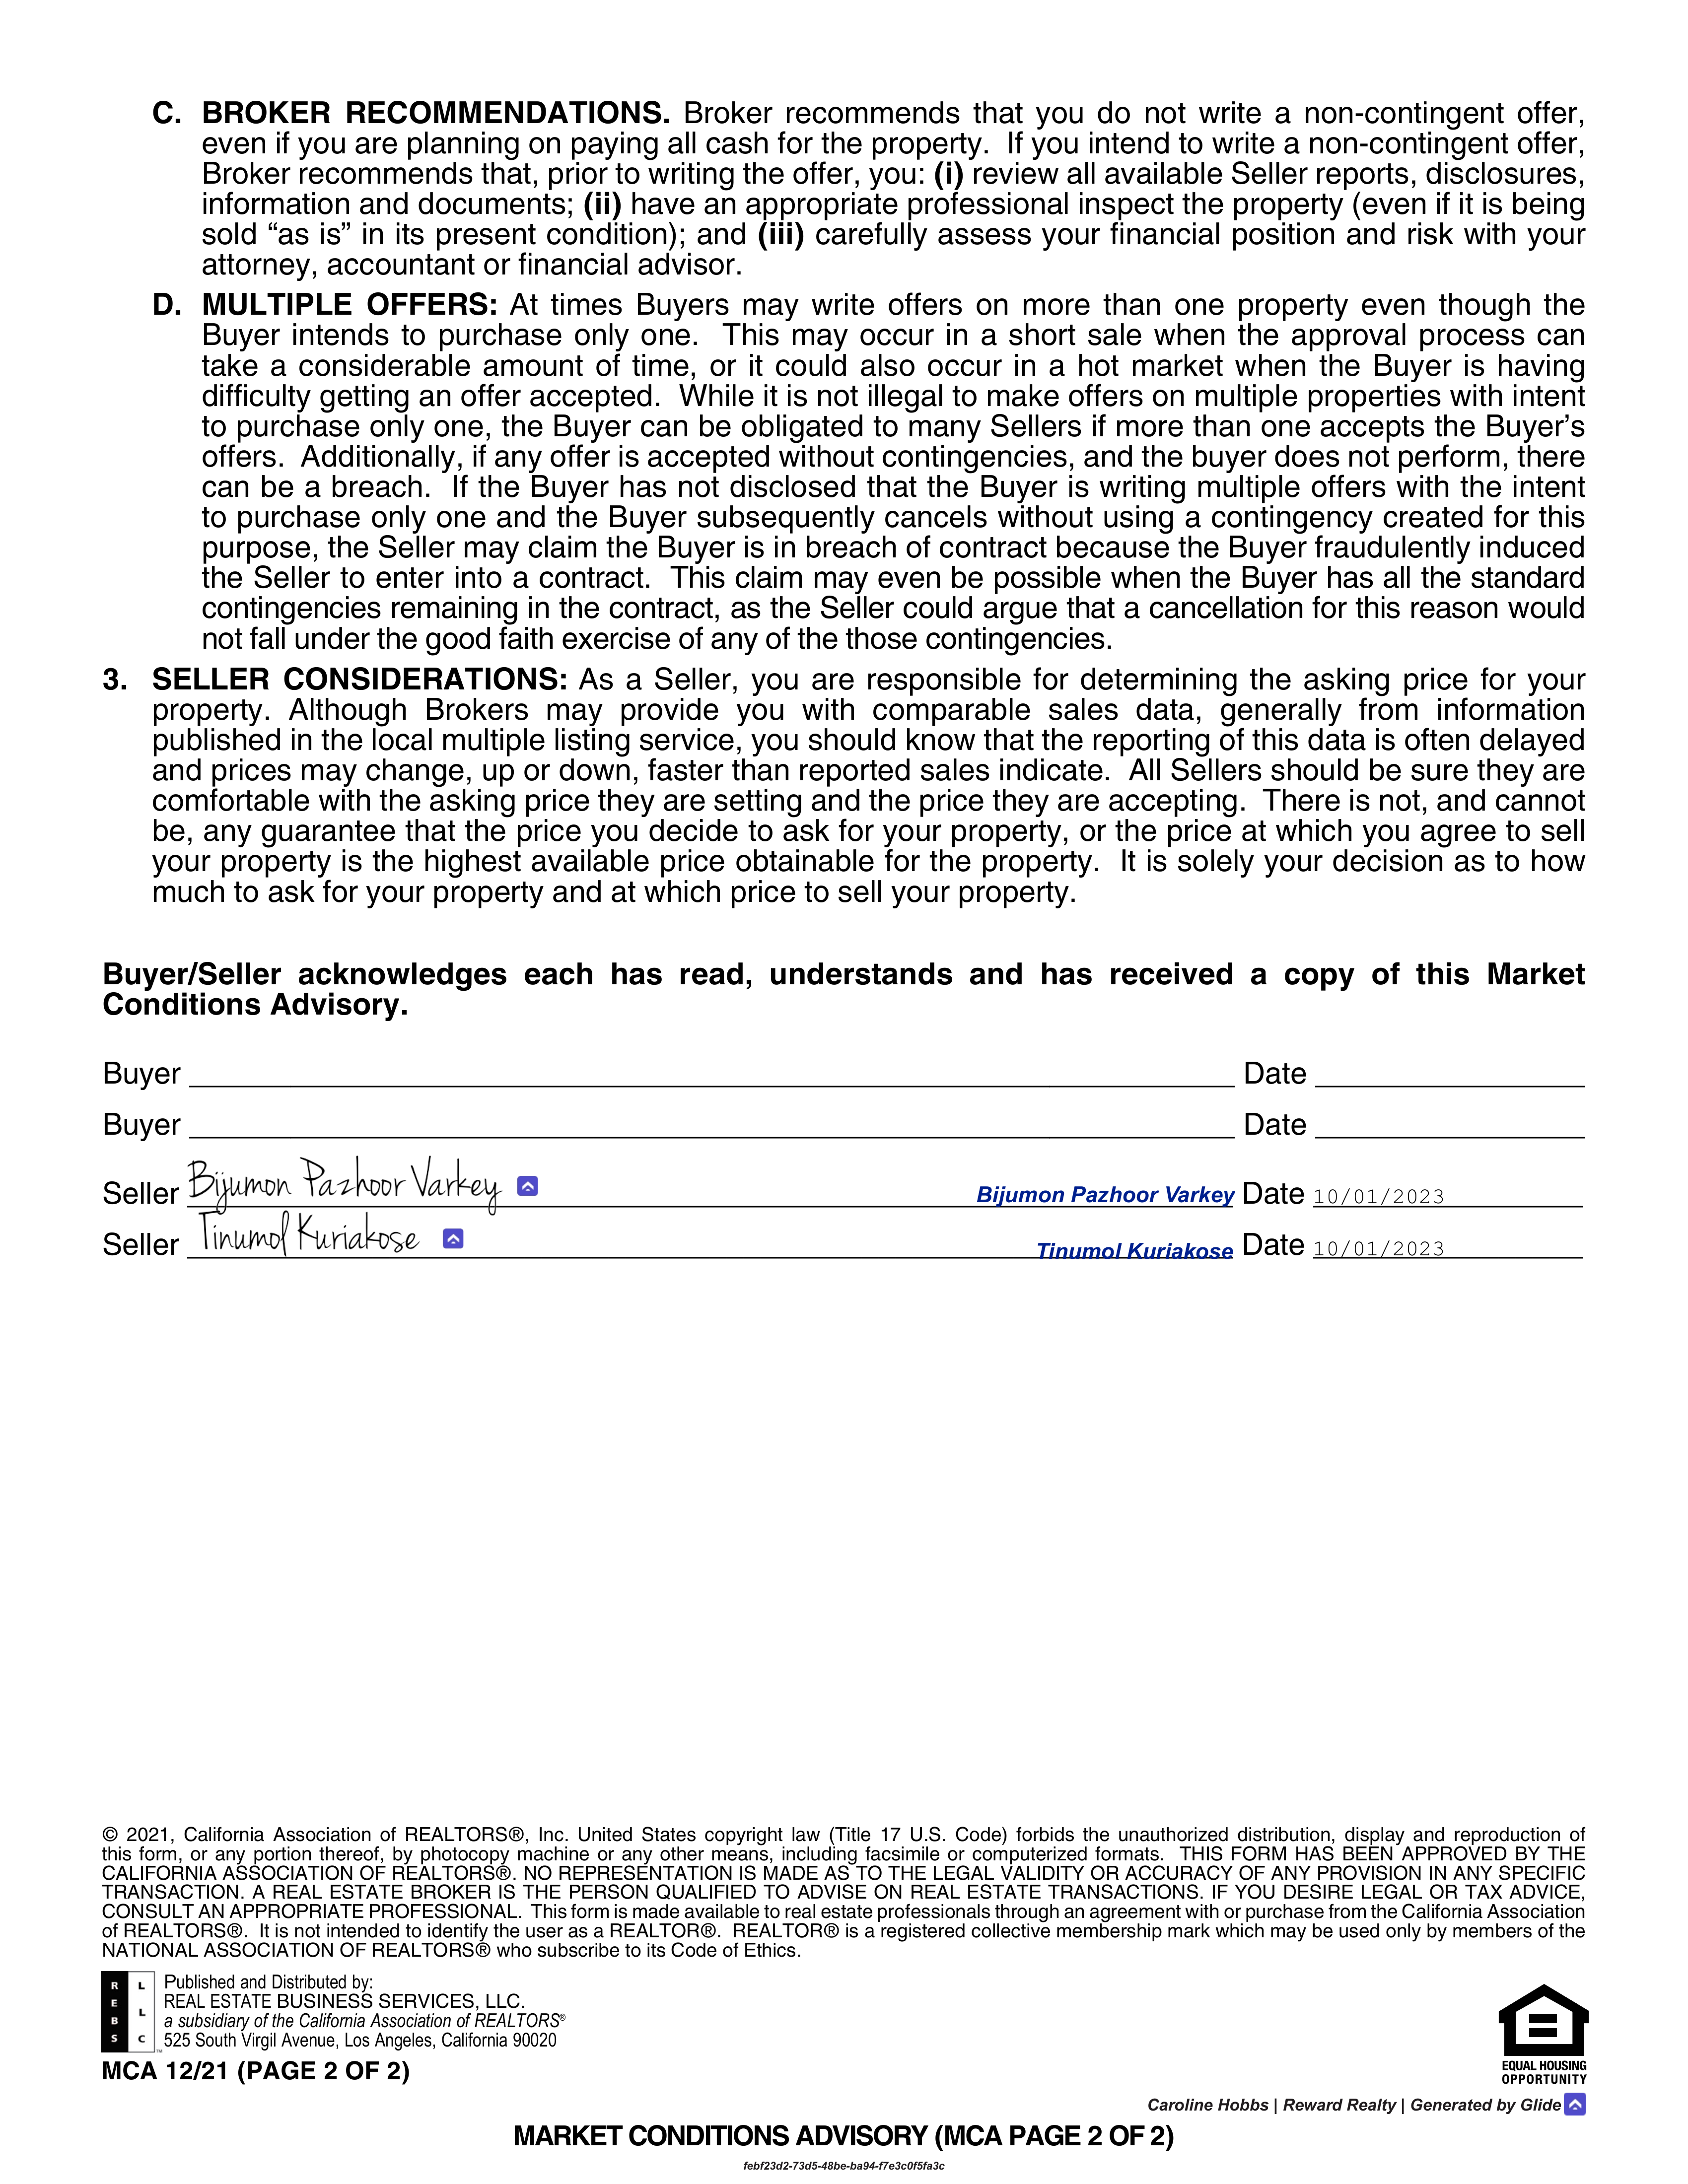 C. BROKER RECOMMENDATIONS. Broker recommends that you do not write a non-contingent offer,
even if you are planning on paying all cash for the property. If you intend to write a non-contingent offer,
Broker recommends that, prior to writing the offer, you: (i) review all available Seller reports, disclosures,
information and documents; (ii) have an appropriate professional inspect the property (even if it is being
sold “as is” in its present condition); and (iii) carefully assess your financial position and risk with your
attorney, accountant or financial advisor.
D. MULTIPLE OFFERS: At times Buyers may write offers on more than one property even though the
Buyer intends to purchase only one. This may occur in a short sale when the approval process can
take a considerable amount of time, or it could also occur in a hot market when the Buyer is having
difficulty getting an offer accepted. While it is not illegal to make offers on multiple properties with intent
to purchase only one, the Buyer can be obligated to many Sellers if more than one accepts the Buyer’s
offers. Additionally, if any offer is accepted without contingencies, and the buyer does not perform, there
can be a breach. If the Buyer has not disclosed that the Buyer is writing multiple offers with the intent
to purchase only one and the Buyer subsequently cancels without using a contingency created for this
purpose, the Seller may claim the Buyer is in breach of contract because the Buyer fraudulently induced
the Seller to enter into a contract. This claim may even be possible when the Buyer has all the standard
contingencies remaining in the contract, as the Seller could argue that a cancellation for this reason would
not fall under the good faith exercise of any of the those contingencies.
3. SELLER CONSIDERATIONS: As a Seller, you are responsible for determining the asking price for your
property. Although Brokers may provide you with comparable sales data, generally from information
published in the local multiple listing service, you should know that the reporting of this data is often delayed
and prices may change, up or down, faster than reported sales indicate. All Sellers should be sure they are
comfortable with the asking price they are setting and the price they are accepting. There is not, and cannot
be, any guarantee that the price you decide to ask for your property, or the price at which you agree to sell
your property is the highest available price obtainable for the property. It is solely your decision as to how
much to ask for your property and at which price to sell your property.
Buyer/Seller acknowledges each has read, understands and has received a copy of this Market
Conditions Advisory.
Buyer Date
Buyer Date
Seller Bijumon Pazhoor Varkey Bijumon Pazhoor Varkey Date 10/01/2023
Seller Tinumol Kuriakose Tinumol Kuriakose Date 10/01/2023
© 2021, California Association of REALTORS®, Inc. United States copyright law (Title 17 U.S. Code) forbids the unauthorized distribution, display and reproduction of
this form, or any portion thereof, by photocopy machine or any other means, including facsimile or computerized formats. THIS FORM HAS BEEN APPROVED BY THE
CALIFORNIA ASSOCIATION OF REALTORS®. NO REPRESENTATION IS MADE AS TO THE LEGAL VALIDITY OR ACCURACY OF ANY PROVISION IN ANY SPECIFIC
TRANSACTION. A REAL ESTATE BROKER IS THE PERSON QUALIFIED TO ADVISE ON REAL ESTATE TRANSACTIONS. IF YOU DESIRE LEGAL OR TAX ADVICE,
CONSULT AN APPROPRIATE PROFESSIONAL. This form is made available to real estate professionals through an agreement with or purchase from the California Association
of REALTORS®. It is not intended to identify the user as a REALTOR®. REALTOR® is a registered collective membership mark which may be used only by members of the
NATIONAL ASSOCIATION OF REALTORS® who subscribe to its Code of Ethics.
R L
E L
B C
S
Published and Distributed by:
REAL ESTATE BUSINESS SERVICES, LLC.
a subsidiary of the California Association of REALTORS®
525 South Virgil Avenue, Los Angeles, California 90020
MCA 12/21 (PAGE 2 OF 2)
EQUAL HOUSING
OPPORTUNITY
Caroline Hobbs | Reward Realty | Generated by Glide
MARKET CONDITIONS ADVISORY (MCA PAGE 2 OF 2)
febf23d2-73d5-48be-ba94-f7e3c0f5fa3c